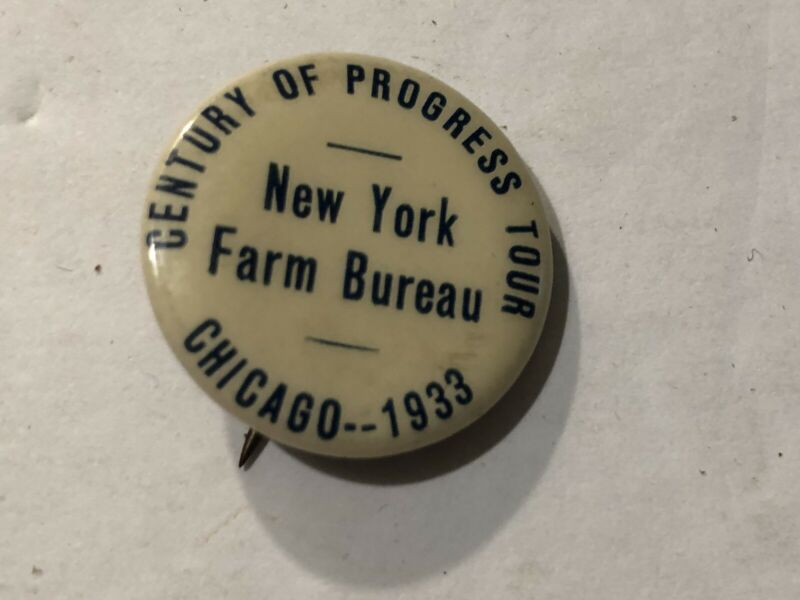 CENTURY OF PROGRESS TOUR
New York
Farm Bureau
CHICAGO--1933